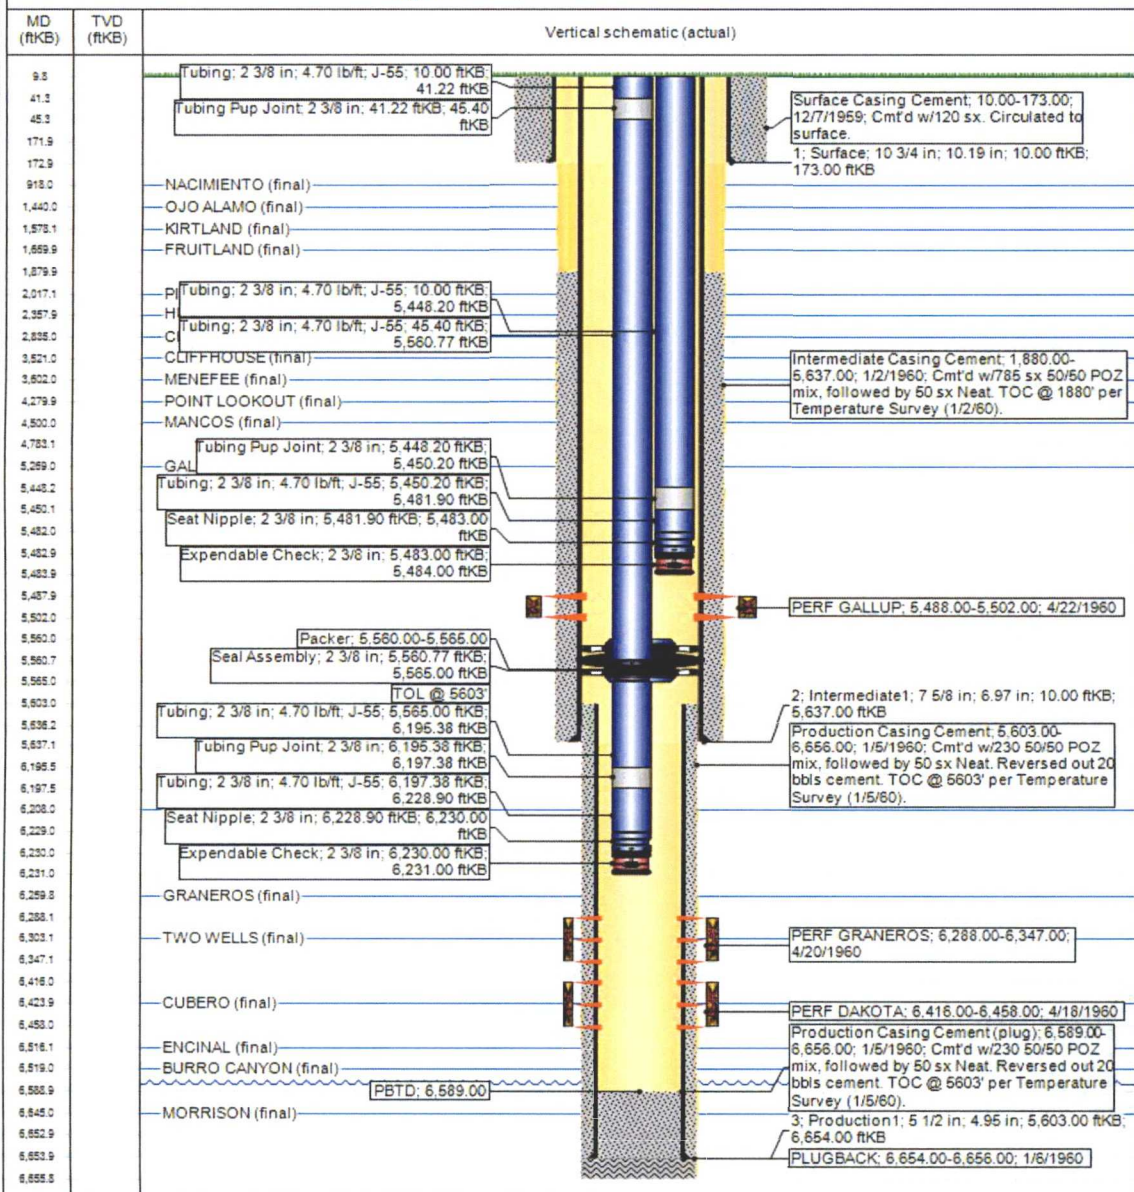 MD (ftKB)
TVD (ftKB)
Vertical schematic (actual)
9.8
41.3
45.3
171.9
172.9
918.0
1,440.0
1,578.1
1,659.9
1,879.9
2,017.1
2,357.9
2,835.0
3,521.0
3,602.0
4,279.9
4,500.0
4,783.1
5,259.0
5,448.2
5,450.1
5,482.0
5,482.9
5,483.9
5,487.9
5,502.0
5,560.0
5,560.7
5,565.0
5,603.0
5,636.2
5,637.1
6,195.5
6,197.5
6,208.0
6,229.0
6,230.0
6,231.0
6,259.8
6,288.1
6,303.1
6,347.1
6,416.0
6,423.9
6,458.0
6,516.1
6,519.0
6,588.9
6,645.0
6,652.9
6,653.9
6,655.8
Tubing; 2 3/8 in; 4.70 lb/ft; J-55; 10.00 ftKB;
41.22 ftKB
Tubing Pup Joint; 2 3/8 in; 41.22 ftKB; 45.40
ftKB
NACIMIENTO (final)
OJO ALAMO (final)
KIRTLAND (final)
FRUITLAND (final)
Tubing; 2 3/8 in; 4.70 lb/ft; J-55; 10.00 ftKB;
5,448.20 ftKB
Tubing; 2 3/8 in; 4.70 lb/ft; J-55; 45.40 ftKB;
5,560.77 ftKB
CLIFFHOUSE (final)
MENEFEE (final)
POINT LOOKOUT (final)
MANCOS (final)
Tubing Pup Joint; 2 3/8 in; 5,448.20 ftKB;
5,450.20 ftKB
GAL
Tubing; 2 3/8 in; 4.70 lb/ft; J-55; 5,450.20 ftKB;
5,481.90 ftKB
Seat Nipple; 2 3/8 in; 5,481.90 ftKB; 5,483.00
ftKB
Expendable Check; 2 3/8 in; 5,483.00 ftKB;
5,484.00 ftKB
Packer; 5,560.00-5,565.00
Seal Assembly; 2 3/8 in; 5,560.77 ftKB;
5,565.00 ftKB
TOL @ 5603'
Tubing; 2 3/8 in; 4.70 lb/ft; J-55; 5,565.00 ftKB;
6,195.38 ftKB
Tubing Pup Joint; 2 3/8 in; 6,195.38 ftKB;
6,197.38 ftKB
Tubing; 2 3/8 in; 4.70 lb/ft; J-55; 6,197.38 ftKB;
6,228.90 ftKB
Seat Nipple; 2 3/8 in; 6,228.90 ftKB; 6,230.00
ftKB
Expendable Check; 2 3/8 in; 6,230.00 ftKB;
6,231.00 ftKB
GRANEROS (final)
TWO WELLS (final)
CUBERO (final)
ENCINAL (final)
BURRO CANYON (final)
PBTD; 6,589.00
MORRISON (final)
Surface Casing Cement; 10.00-173.00;
12/7/1959; Cmt'd w/120 sx. Circulated to
surface.
1; Surface; 10 3/4 in; 10.19 in; 10.00 ftKB;
173.00 ftKB
Intermediate Casing Cement; 1,880.00-
5,637.00; 1/2/1960; Cmt'd w/785 sx 50/50 POZ
mix, followed by 50 sx Neat. TOC @ 1880' per
Temperature Survey (1/2/60).
PERF GALLUP; 5,488.00-5,502.00; 4/22/1960
2; Intermediate1; 7 5/8 in; 6.97 in; 10.00 ftKB;
5,637.00 ftKB
Production Casing Cement; 5,603.00-
6,656.00; 1/5/1960; Cmt'd w/230 50/50 POZ
mix, followed by 50 sx Neat. Reversed out 20
bbls cement. TOC @ 5603' per Temperature
Survey (1/5/60).
PERF GRANEROS; 6,288.00-6,347.00;
4/20/1960
PERF DAKOTA; 6,416.00-6,458.00; 4/18/1960
Production Casing Cement (plug); 6,589.00-
6,656.00; 1/5/1960; Cmt'd w/230 50/50 POZ
mix, followed by 50 sx Neat. Reversed out 20
bbls cement. TOC @ 5603' per Temperature
Survey (1/5/60).
3; Production1; 5 1/2 in; 4.95 in; 5,603.00 ftKB;
6,654.00 ftKB
PLUGBACK; 6,654.00-6,656.00; 1/6/1960